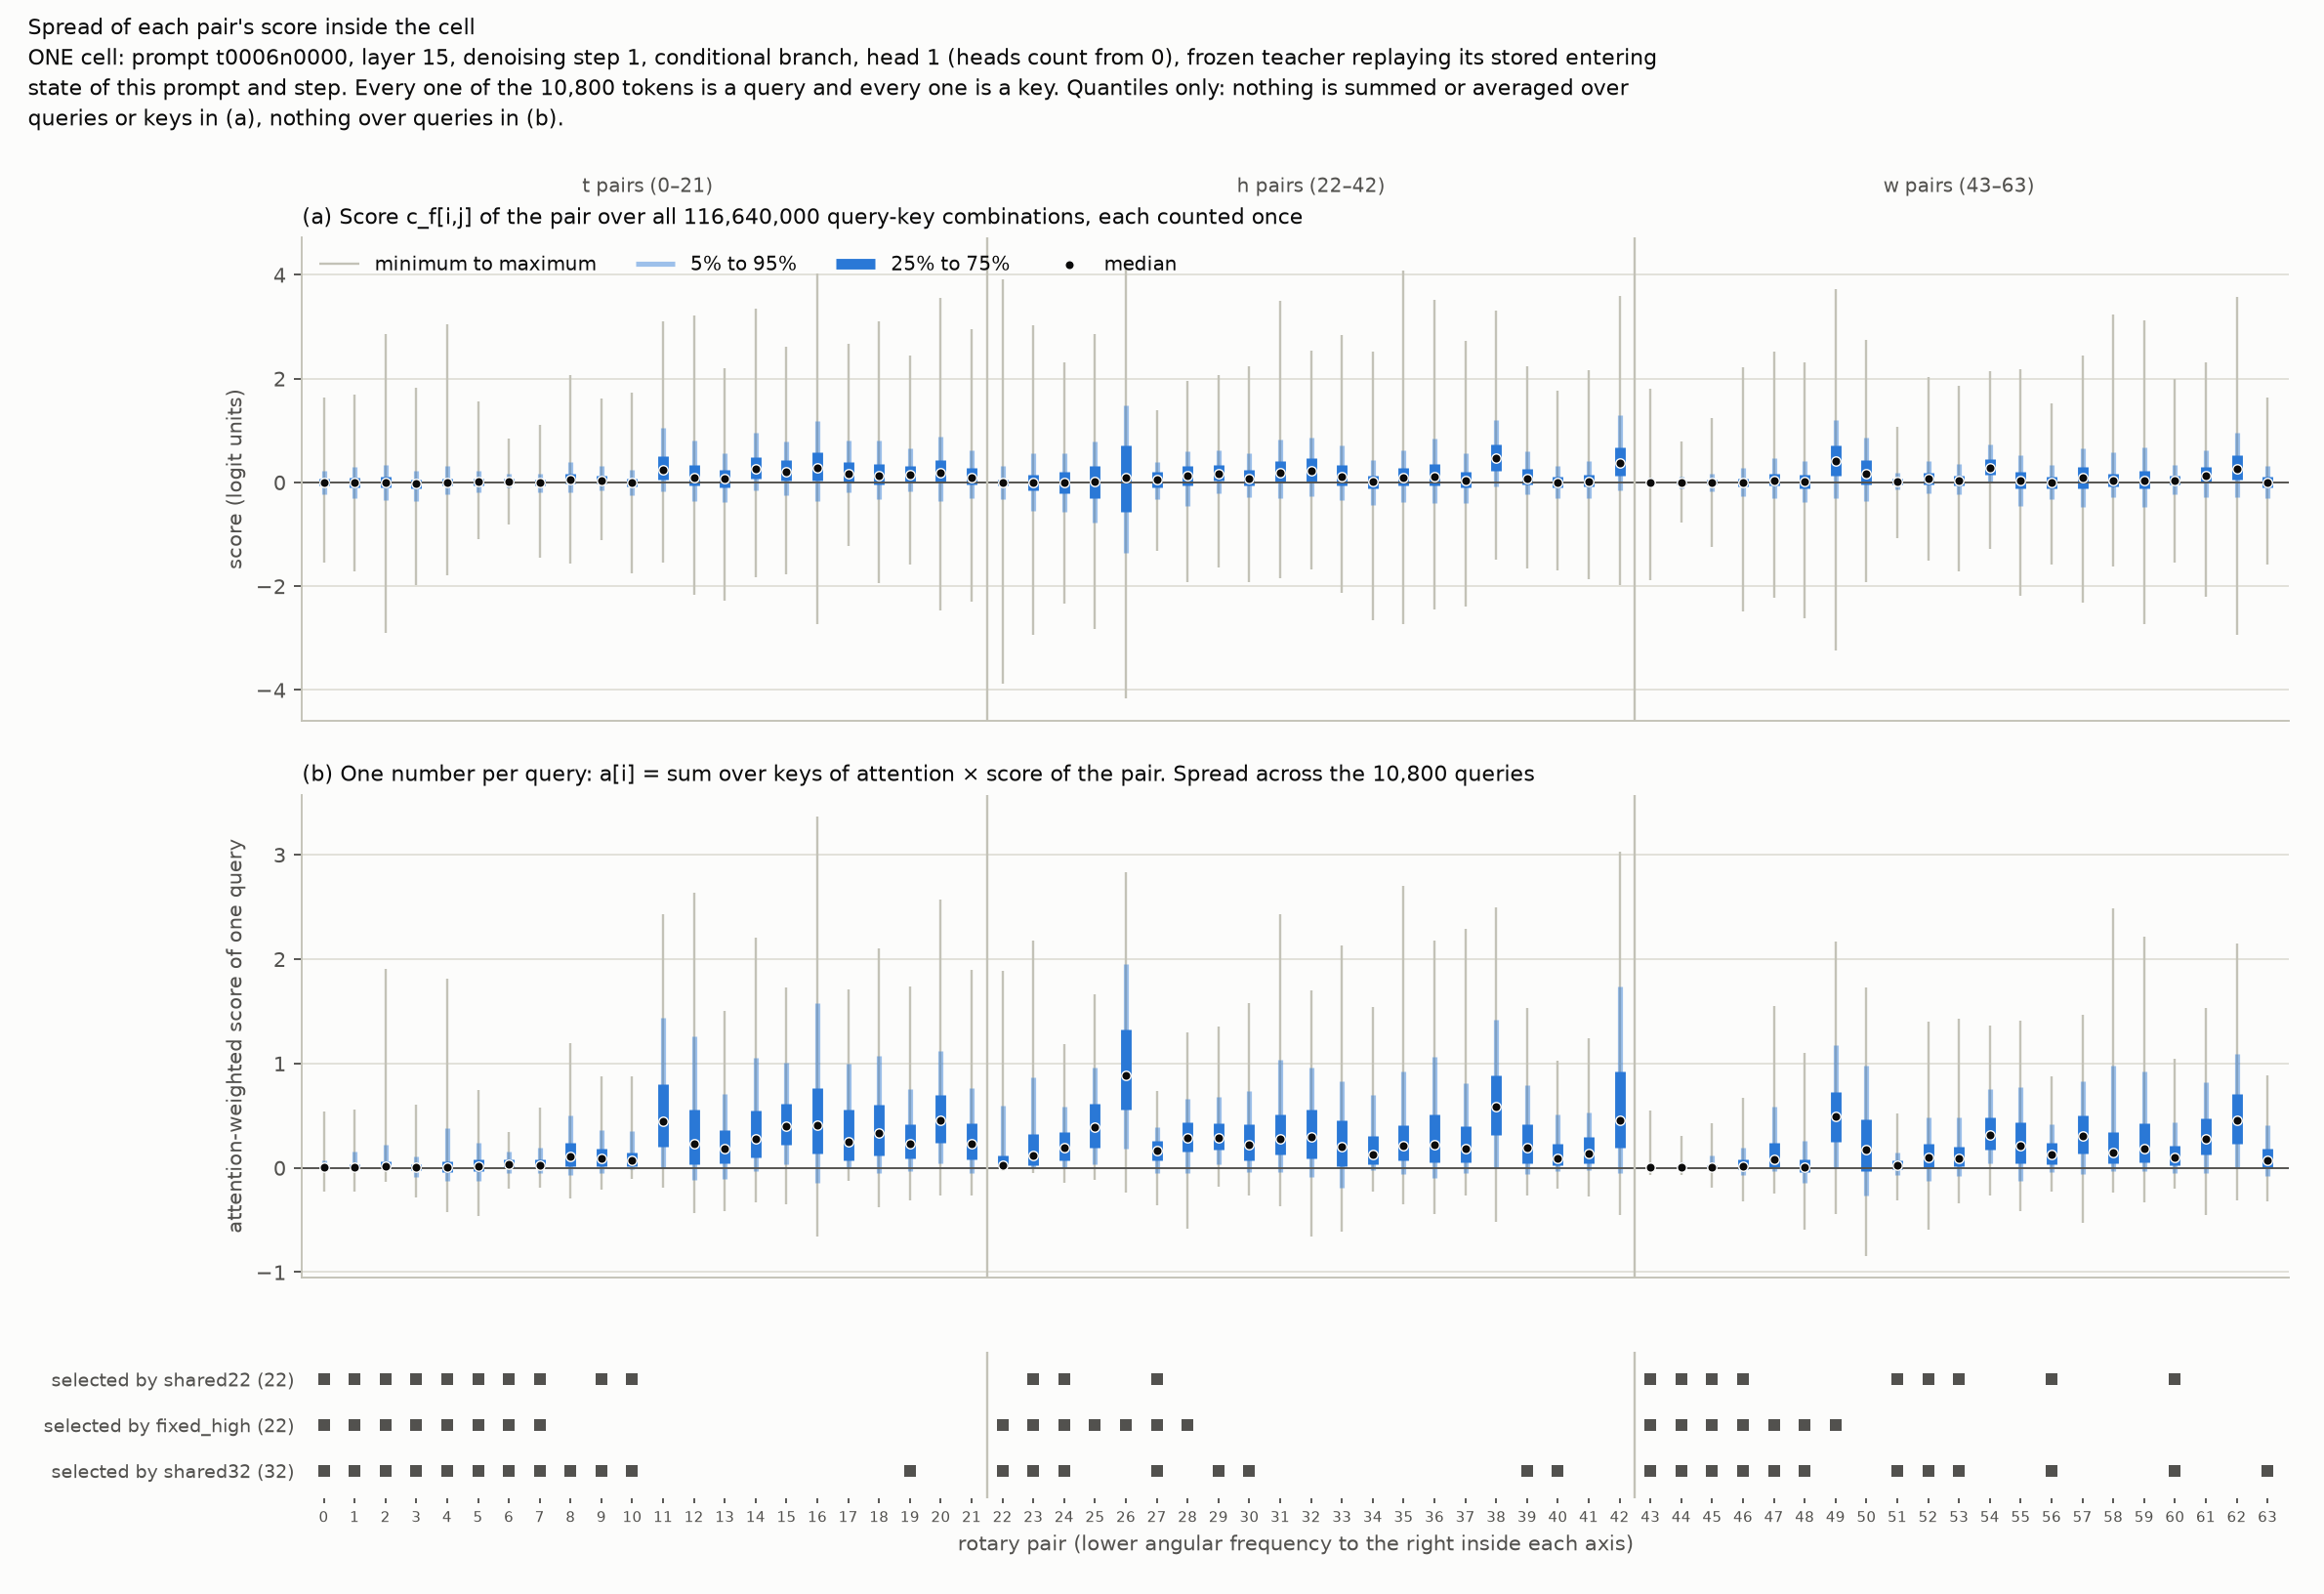 Spread of each pair's score inside the cell
ONE cell: prompt t0006n0000, layer 15, denoising step 1, conditional branch, head 1 (heads count from 0), frozen teacher replaying its stored entering
state of this prompt and step. Every one of the 10,800 tokens is a query and every one is a key. Quantiles only: nothing is summed or averaged over
queries or keys in (a), nothing over queries in (b).
t pairs (0–21) h pairs (22–42) w pairs (43–63)
(a) Score c_f[i,j] of the pair over all 116,640,000 query-key combinations, each counted once
minimum to maximum 5% to 95% 25% to 75% median
score (logit units)
4
2
0
−2
−4
(b) One number per query: a[i] = sum over keys of attention × score of the pair. Spread across the 10,800 queries
attention-weighted score of one query
3
2
1
0
−1
selected by shared22 (22)
selected by fixed_high (22)
selected by shared32 (32)
0 1 2 3 4 5 6 7 8 9 10 11 12 13 14 15 16 17 18 19 20 21 22 23 24 25 26 27 28 29 30 31 32 33 34 35 36 37 38 39 40 41 42 43 44 45 46 47 48 49 50 51 52 53 54 55 56 57 58 59 60 61 62 63
rotary pair (lower angular frequency to the right inside each axis)